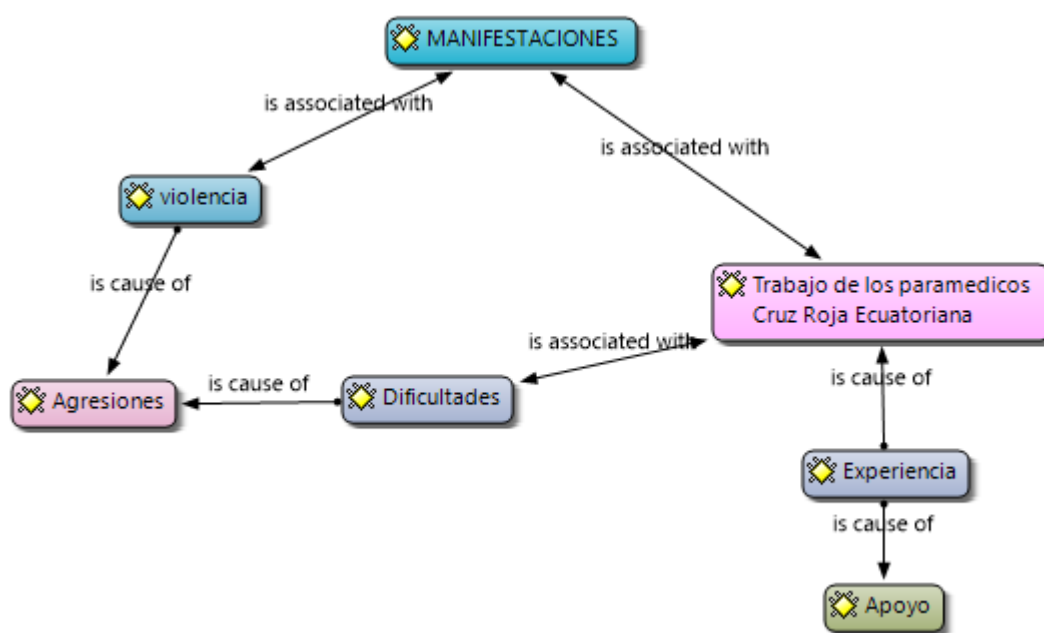 MANIFESTACIONES
is associated with
is associated with
violencia
is cause of
Trabajo de los paramedicos
Cruz Roja Ecuatoriana
is associated with
is cause of
is cause of
Agresiones
Dificultades
Experiencia
is cause of
Apoyo